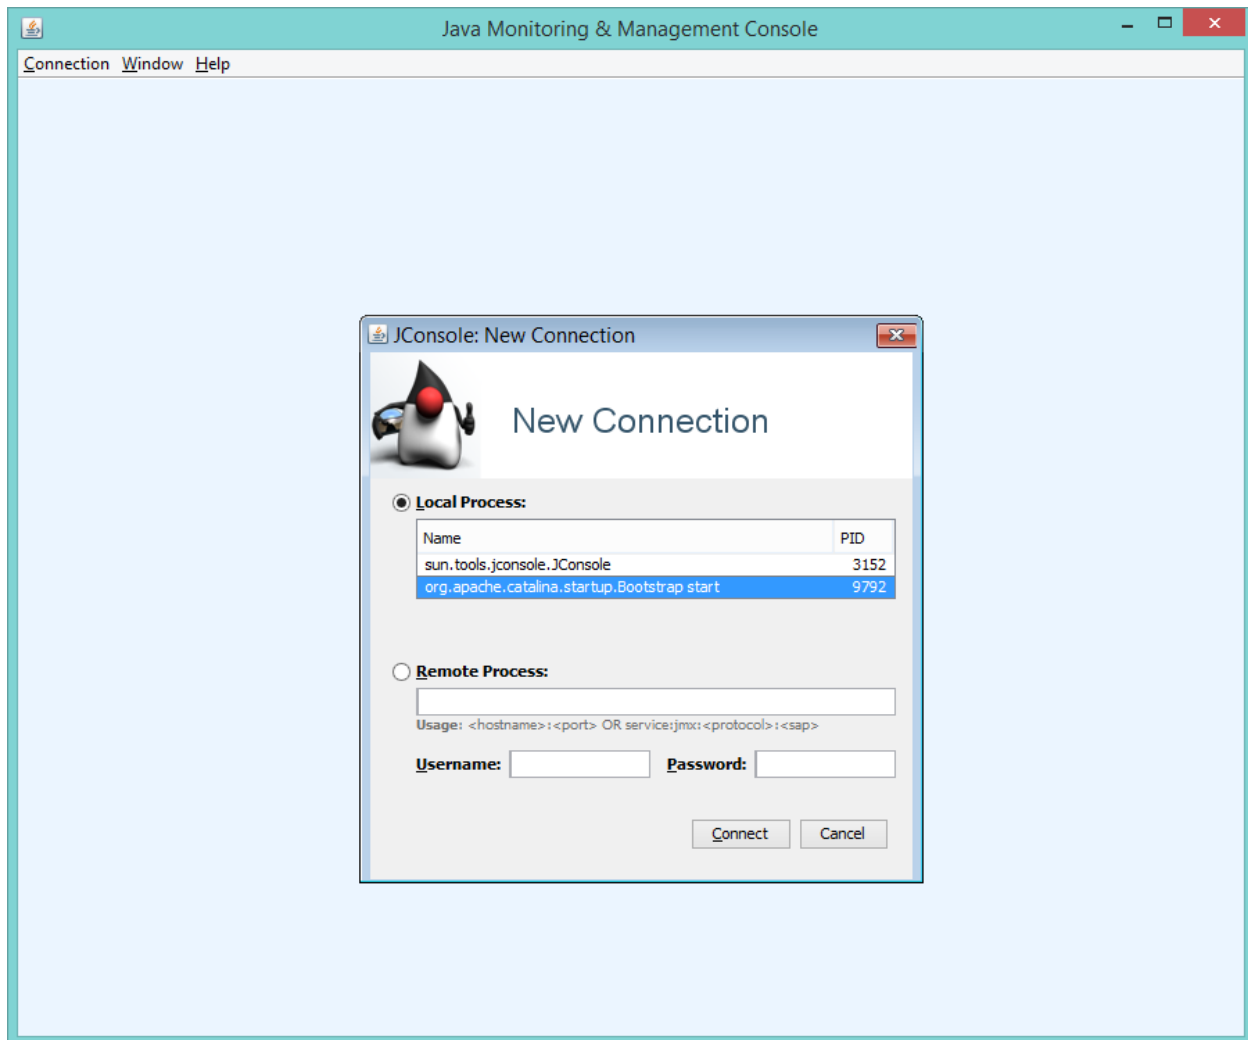 Java Monitoring & Management Console
Connection Window Help
JConsole: New Connection
New Connection
Local Process:
Name PID
sun.tools.jconsole.JConsole 3152
org.apache.catalina.startup.Bootstrap start 9792
Remote Process:
Usage: <hostname>:<port> OR service:jmx:<protocol>:<sap>
Username: Password:
Connect Cancel